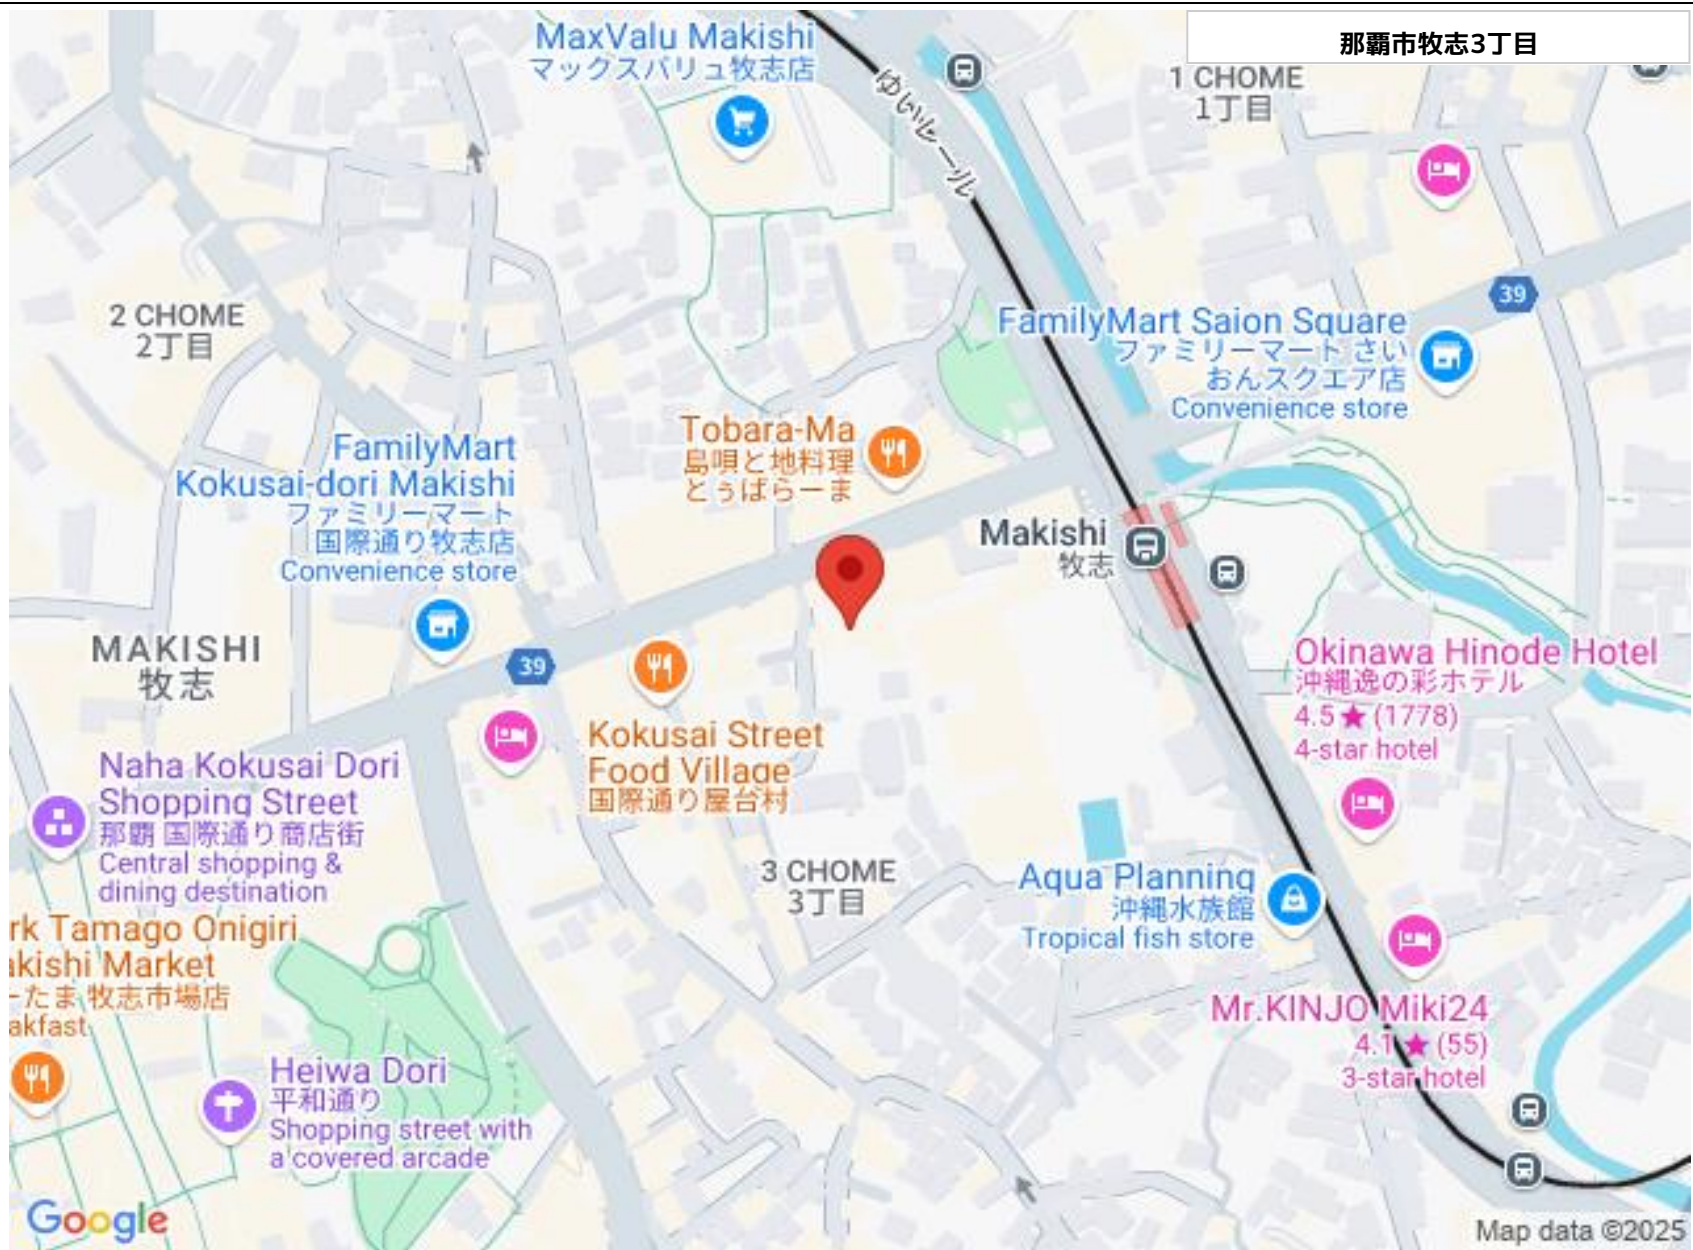 那覇市牧志3丁目
MaxValu Makishi
マックスバリュ牧志店
ゆいレール
1 CHOME
1丁目
39
2 CHOME
2丁目
FamilyMart Saion Square
ファミリーマート さい
おんスクエア店
Convenience store
Tobara-Ma
島唄と地料理
とぅばらーま
FamilyMart
Kokusai-dori Makishi
ファミリーマート
国際通り牧志店
Convenience store
Makishi
牧志
MAKISHI
牧志
39
Okinawa Hinode Hotel
沖縄逸の彩ホテル
4.5★(1778)
4-star hotel
Kokusai Street
Food Village
国際通り屋台村
Naha Kokusai Dori
Shopping Street
那覇 国際通り商店街
Central shopping &
dining destination
3 CHOME
3丁目
Aqua Planning
沖縄水族館
Tropical fish store
rk Tamago Onigiri
akishi Market
ーたま 牧志市場店
akfast
Mr.KINJO Miki24
4.1★(55)
3-star hotel
Heiwa Dori
平和通り
Shopping street with
a covered arcade
Google
Map data ©2025